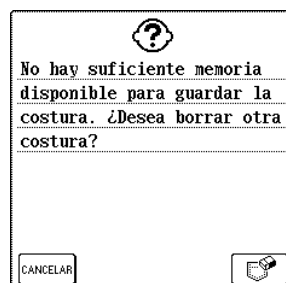 No hay suficiente memoria
disponible para guardar la
costura. ¿Desea borrar otra
costura?
CANCELAR